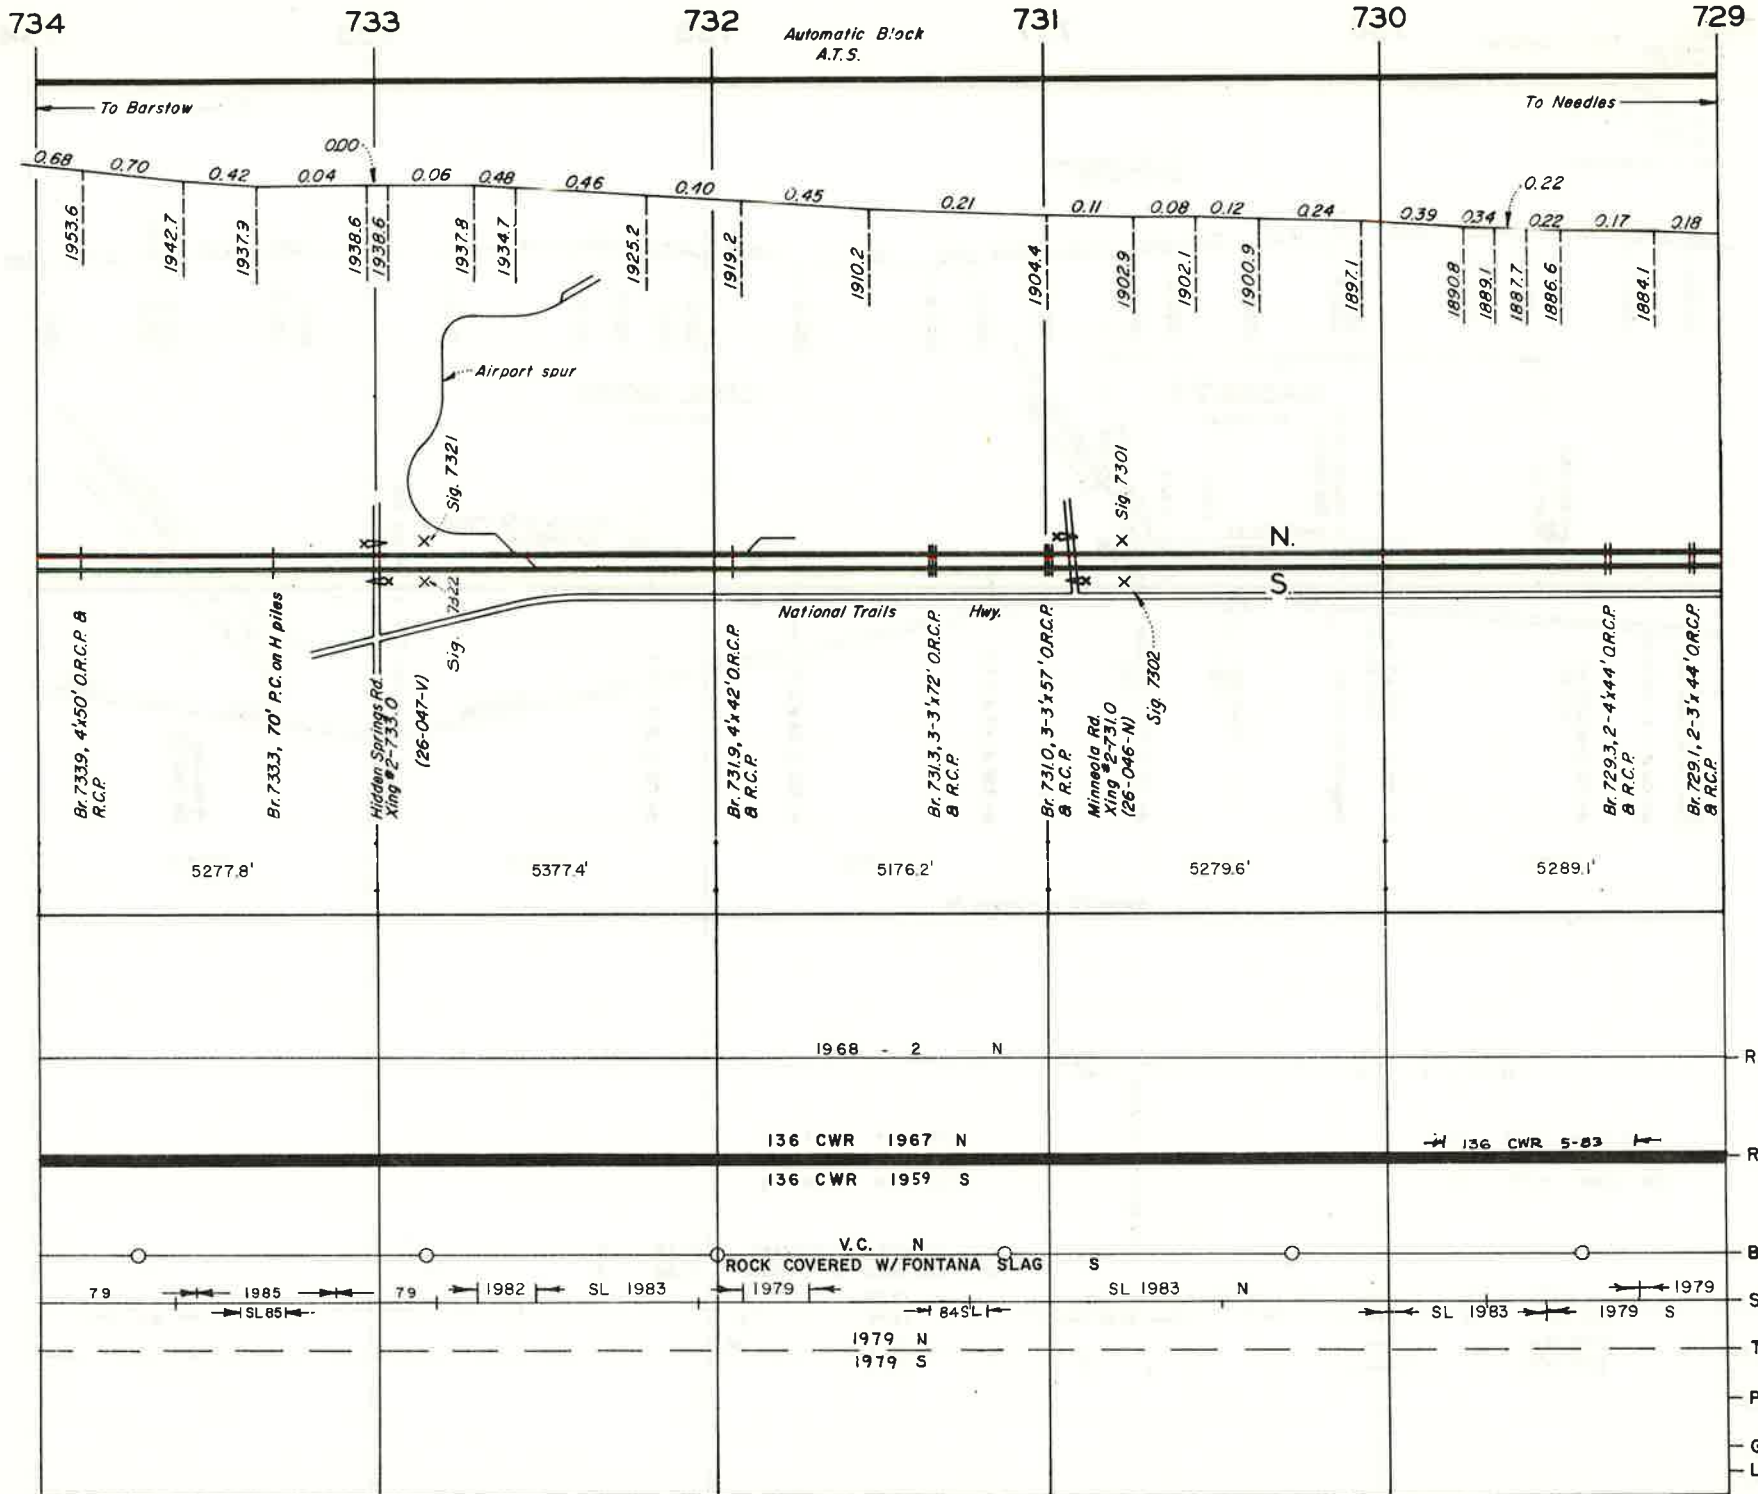 734 733 732 731 730 729
Automatic Block
A.T.S.
To Barstow
To Needles
0.00
0.22
0.68 0.70 0.42 0.04 0.06 0.48 0.46 0.40 0.45 0.21 0.11 0.08 0.12 0.24 0.39 0.34 0.22 0.17 0.18
1953.6 1942.7 1937.9 1938.6 1938.6 1937.8 1934.7 1925.2 1919.2 1910.2 1904.4 1902.9 1902.1 1900.9 1897.1 1890.8 1889.1 1887.7 1886.6 1884.1
Airport spur
Sig. 7321
Sig. 7301
N.
S.
Sig. 7322
National Trails Hwy.
Sig. 7302
Br. 733.9, 4'x50' O.R.C.P. &
R.C.P.
Br. 733.3, 70' P.C. on H piles
Hidden Springs Rd.
Xing #2-733.0
(26-047-V)
Br. 731.9, 4'x42' O.R.C.P.
& R.C.P.
Br. 731.3, 3-3'x72' O.R.C.P.
& R.C.P.
Br. 731.0, 3-3'x57' O.R.C.P.
& R.C.P.
Minneola Rd.
Xing #2-731.0
(26-046-N)
Br. 729.3, 2-4'x44' O.R.C.P.
& R.C.P.
Br. 729.1, 2-3'x44' O.R.C.P.
& R.C.P.
5277.8' 5377.4' 5176.2' 5279.6' 5289.1'
1968 - 2 N
R
136 CWR 1967 N
136 CWR 5-83
R
136 CWR 1959 S
V.C. N
B
ROCK COVERED W/FONTANA SLAG S
79 1985 79 1982 SL 1983 1979 SL 1983 N 1979
S
SL85 84SL SL 1983 1979 S
1979 N
T
1979 S
P
G
L